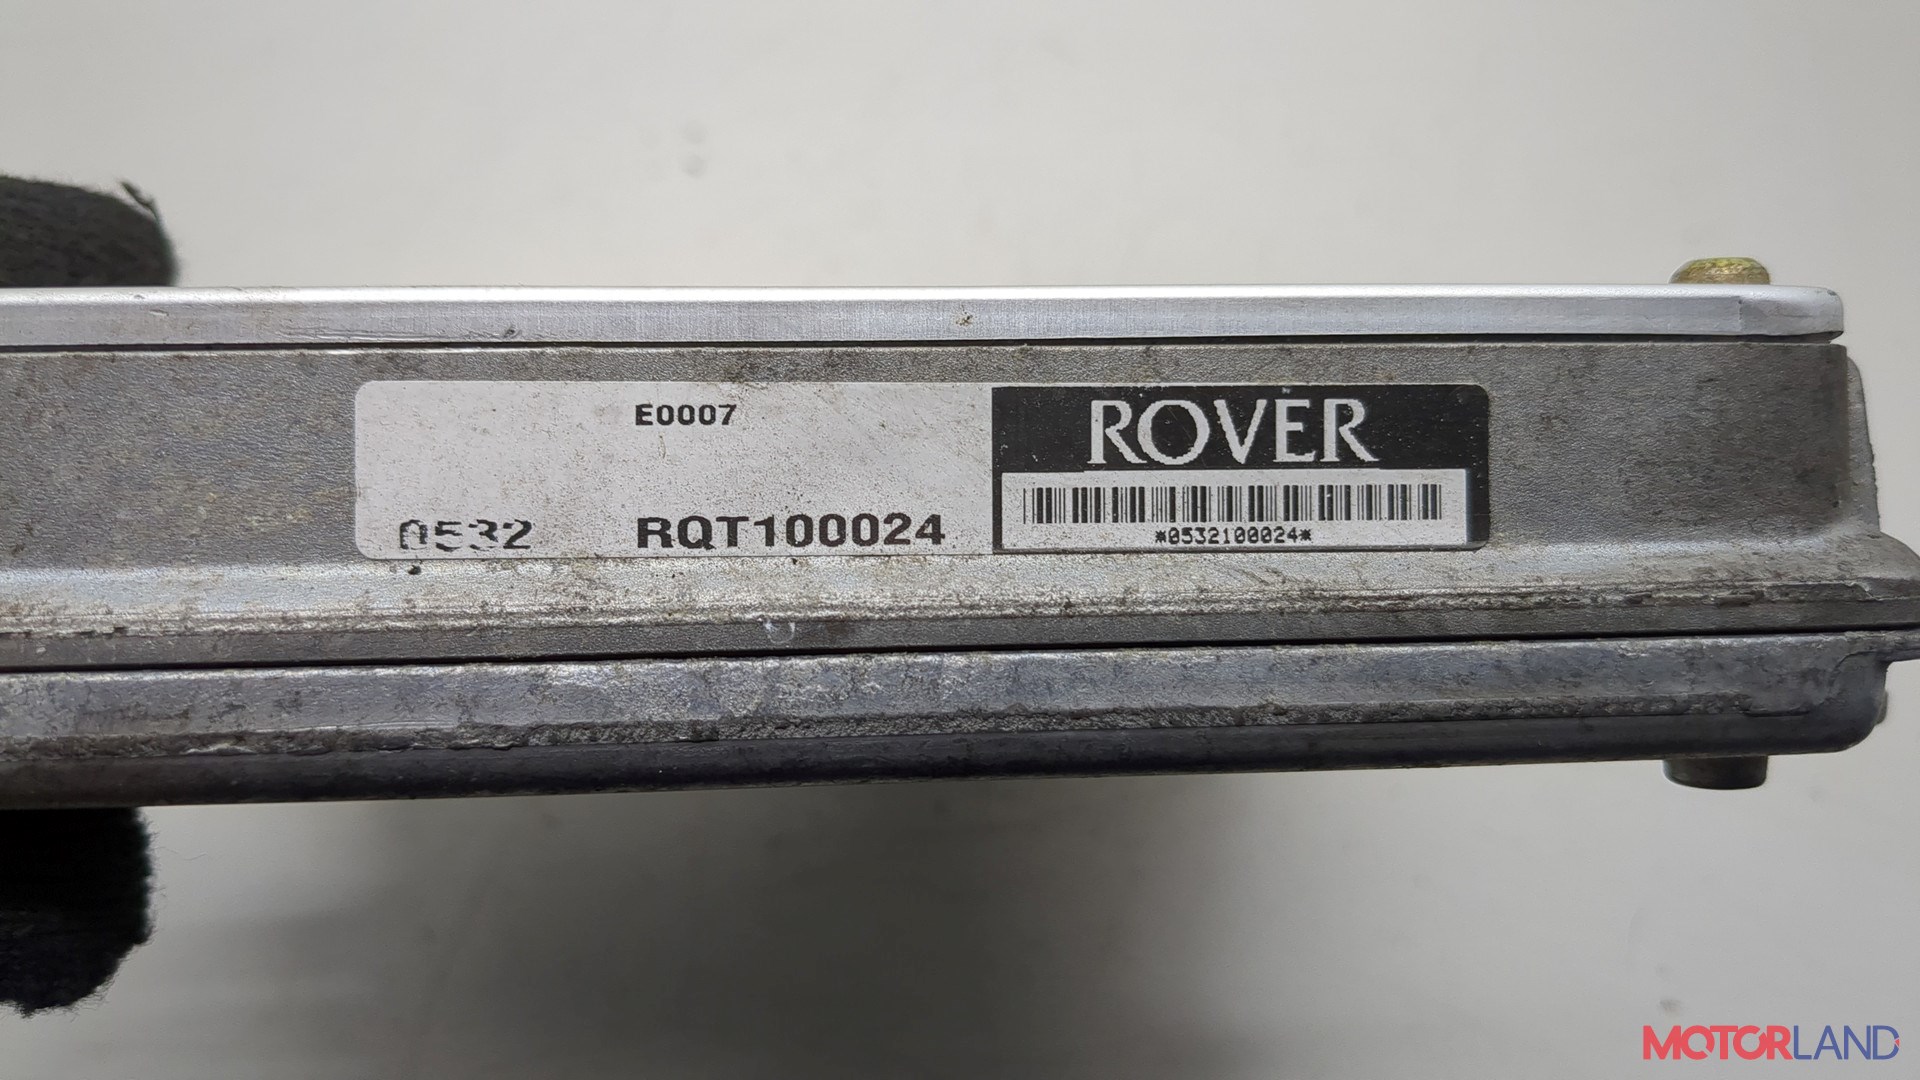 E0007
ROVER
0532 RQT100024
*0532100024*
MOTORLAND